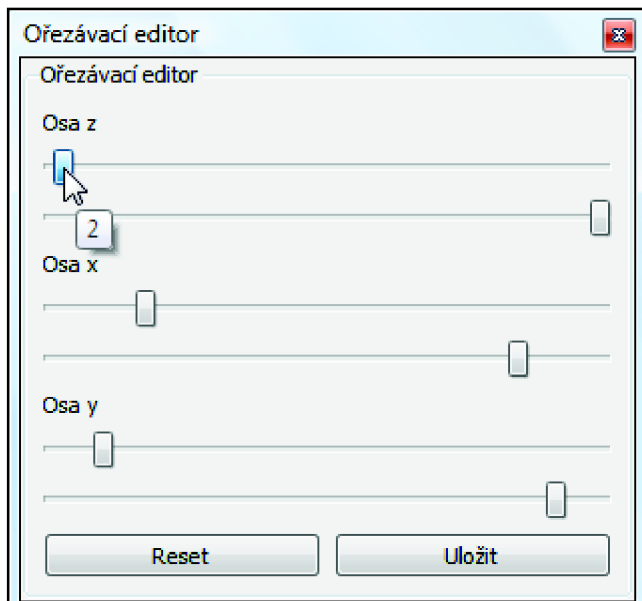 Ořezávací editor
Ořezávací editor
Osa z
2
Osa x
Osa y
Reset Uložit